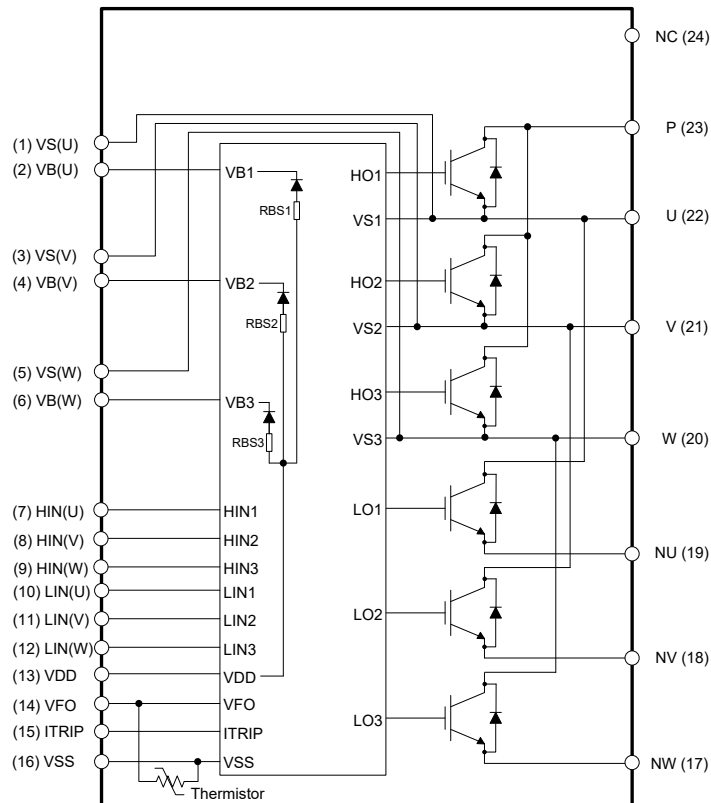 NC (24)
(1) VS(U)
(2) VB(U)
(3) VS(V)
(4) VB(V)
(5) VS(W)
(6) VB(W)
(7) HIN(U)
(8) HIN(V)
(9) HIN(W)
(10) LIN(U)
(11) LIN(V)
(12) LIN(W)
(13) VDD
(14) VFO
(15) ITRIP
(16) VSS
Thermistor
VB1
RBS1
VB2
RBS2
VB3
RBS3
HIN1
HIN2
HIN3
LIN1
LIN2
LIN3
VDD
VFO
ITRIP
VSS
HO1
VS1
HO2
VS2
HO3
VS3
LO1
LO2
LO3
P (23)
U (22)
V (21)
W (20)
NU (19)
NV (18)
NW (17)